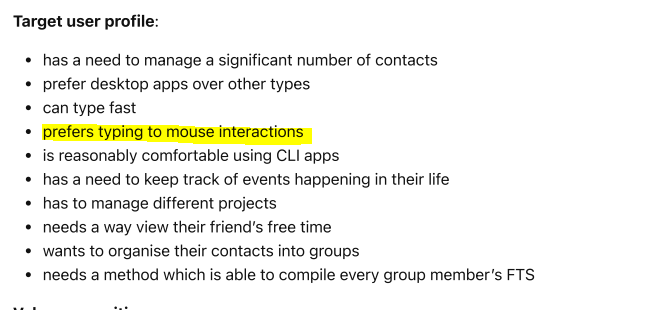 Target user profile:
has a need to manage a significant number of contacts
prefer desktop apps over other types
can type fast
prefers typing to mouse interactions
is reasonably comfortable using CLI apps
has a need to keep track of events happening in their life
has to manage different projects
needs a way view their friend’s free time
wants to organise their contacts into groups
needs a method which is able to compile every group member’s FTS